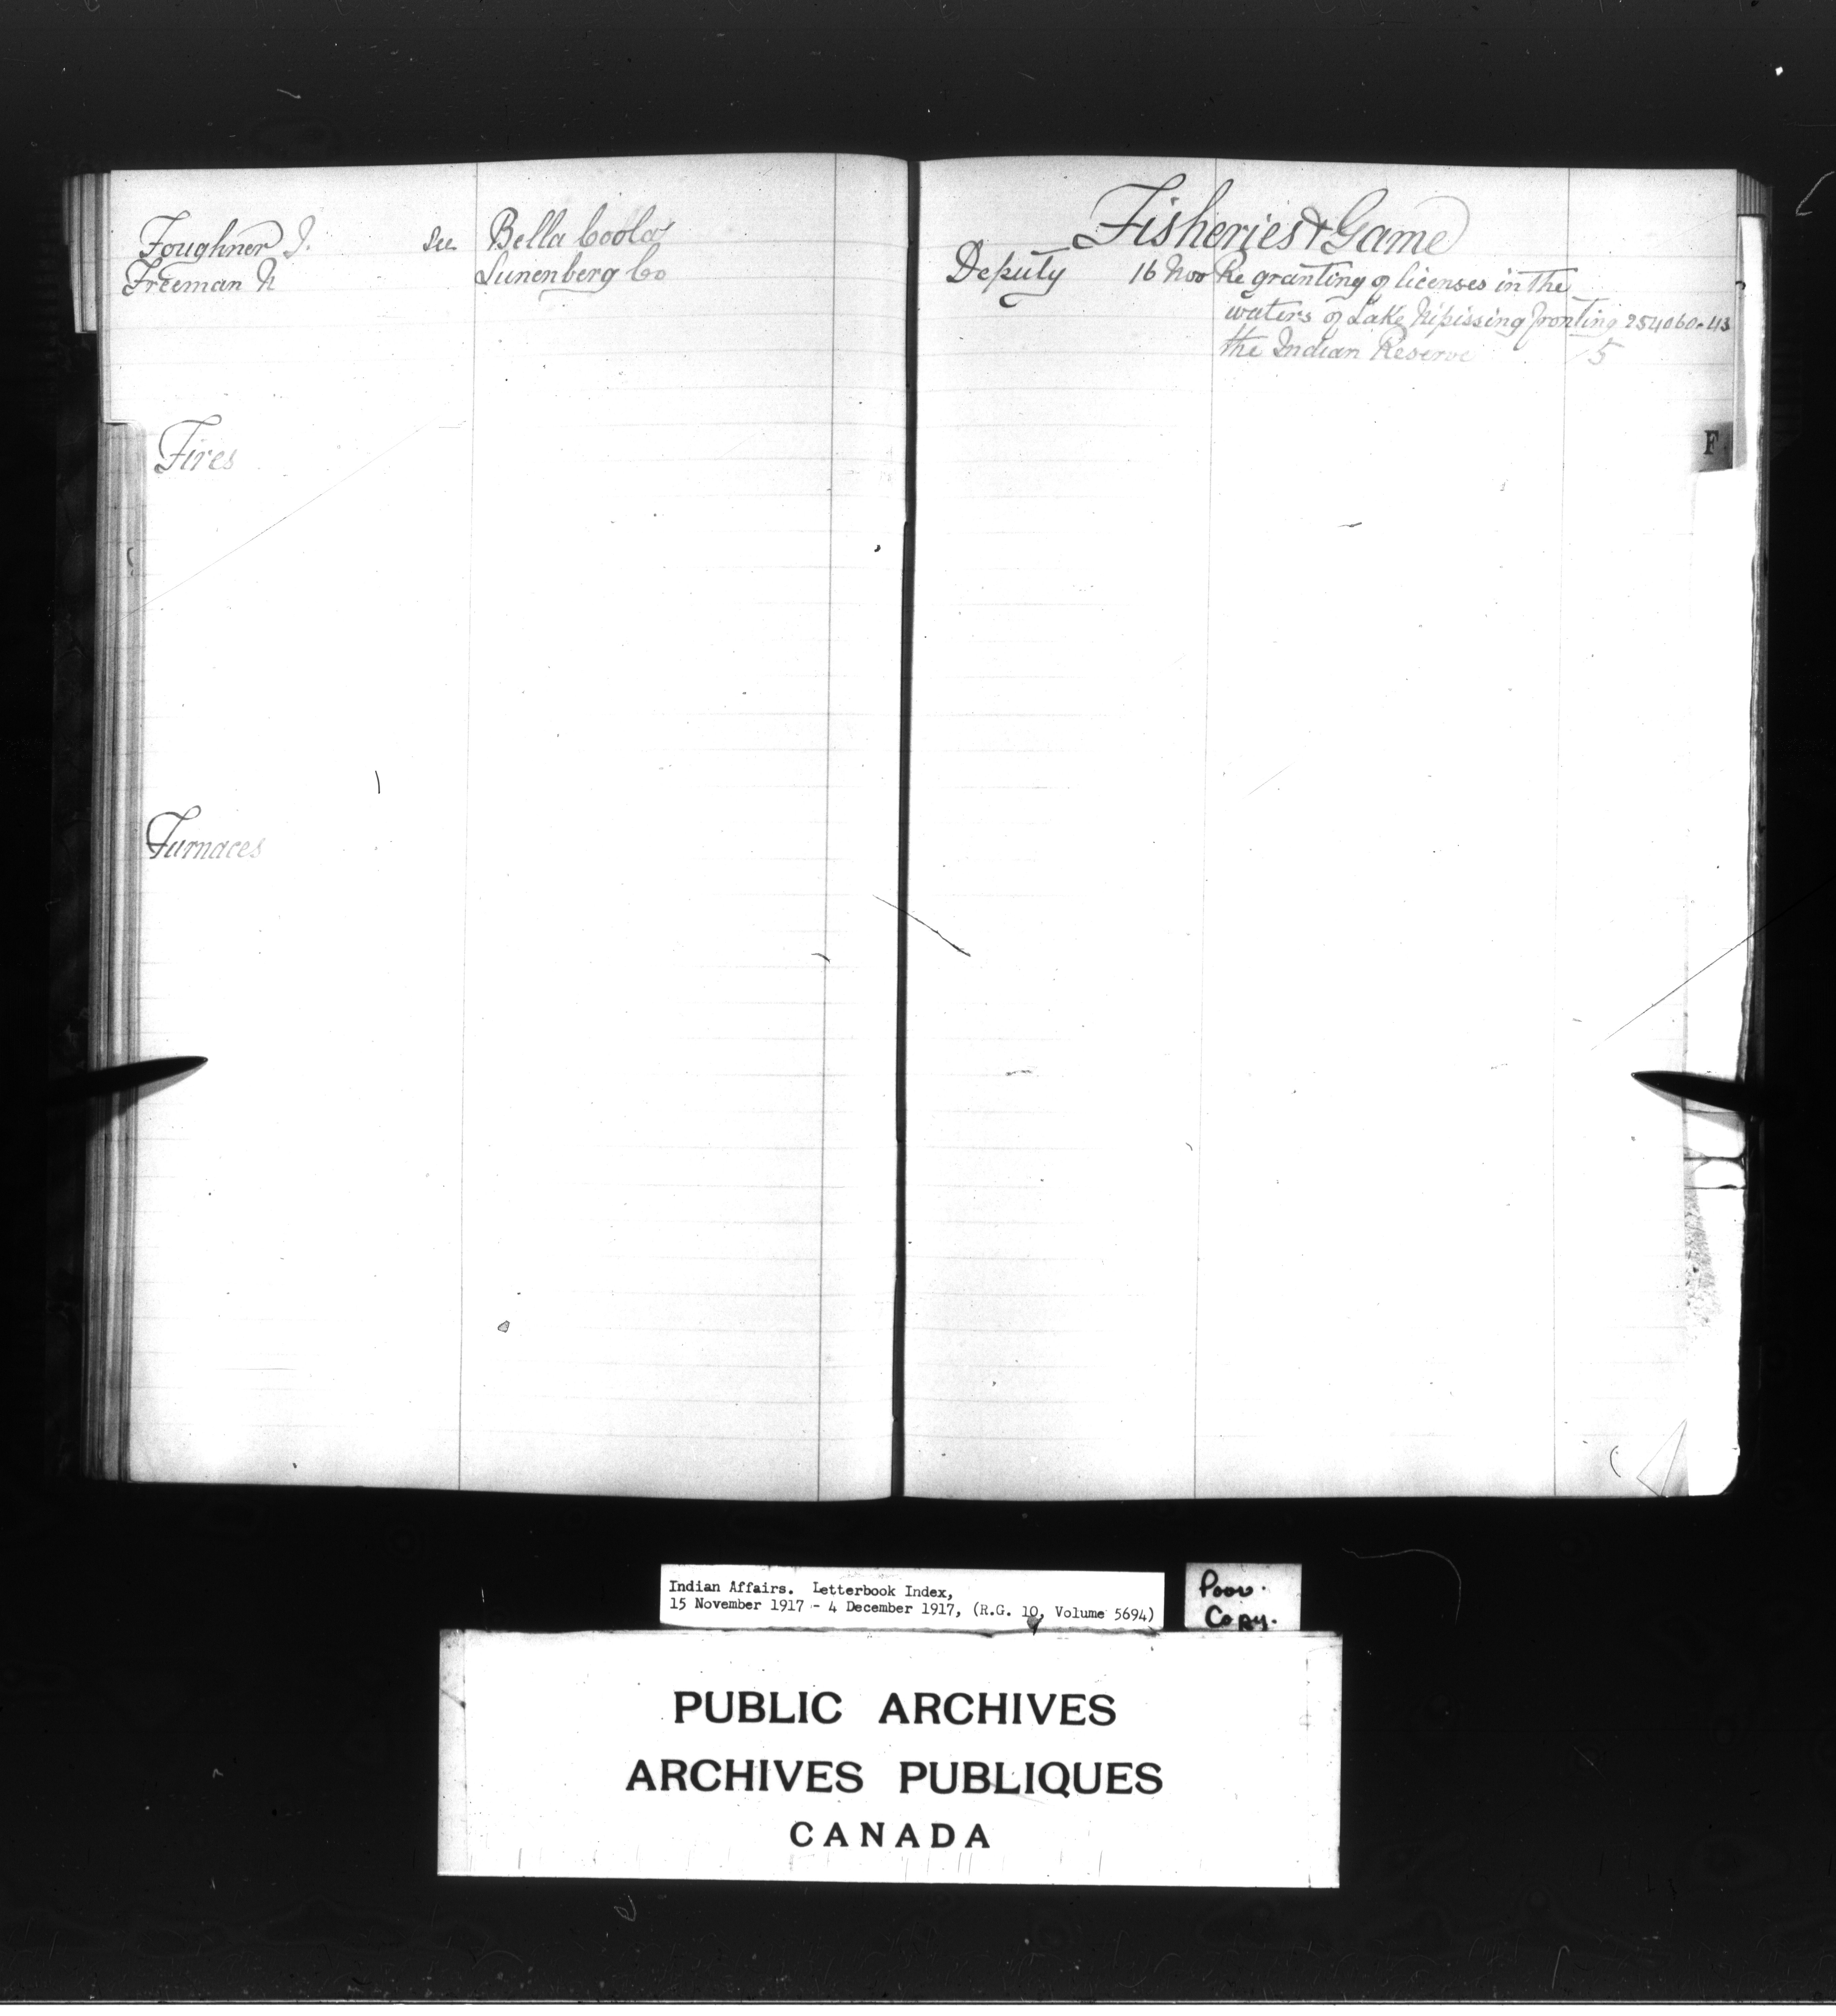 Foughner J. See Bella Coola
Freeman N Lunenberg Co
Fires
Furnaces
Fisheries & Game
Deputy 16 Nov Re granting of licenses in the
waters of Lake Nipissing fronting 254060-43
the Indian Reserve 5
F
Indian Affairs. Letterbook Index,
15 November 1917 - 4 December 1917, (R.G. 10, Volume 5694)
Poor
Copy.
PUBLIC ARCHIVES
ARCHIVES PUBLIQUES
CANADA